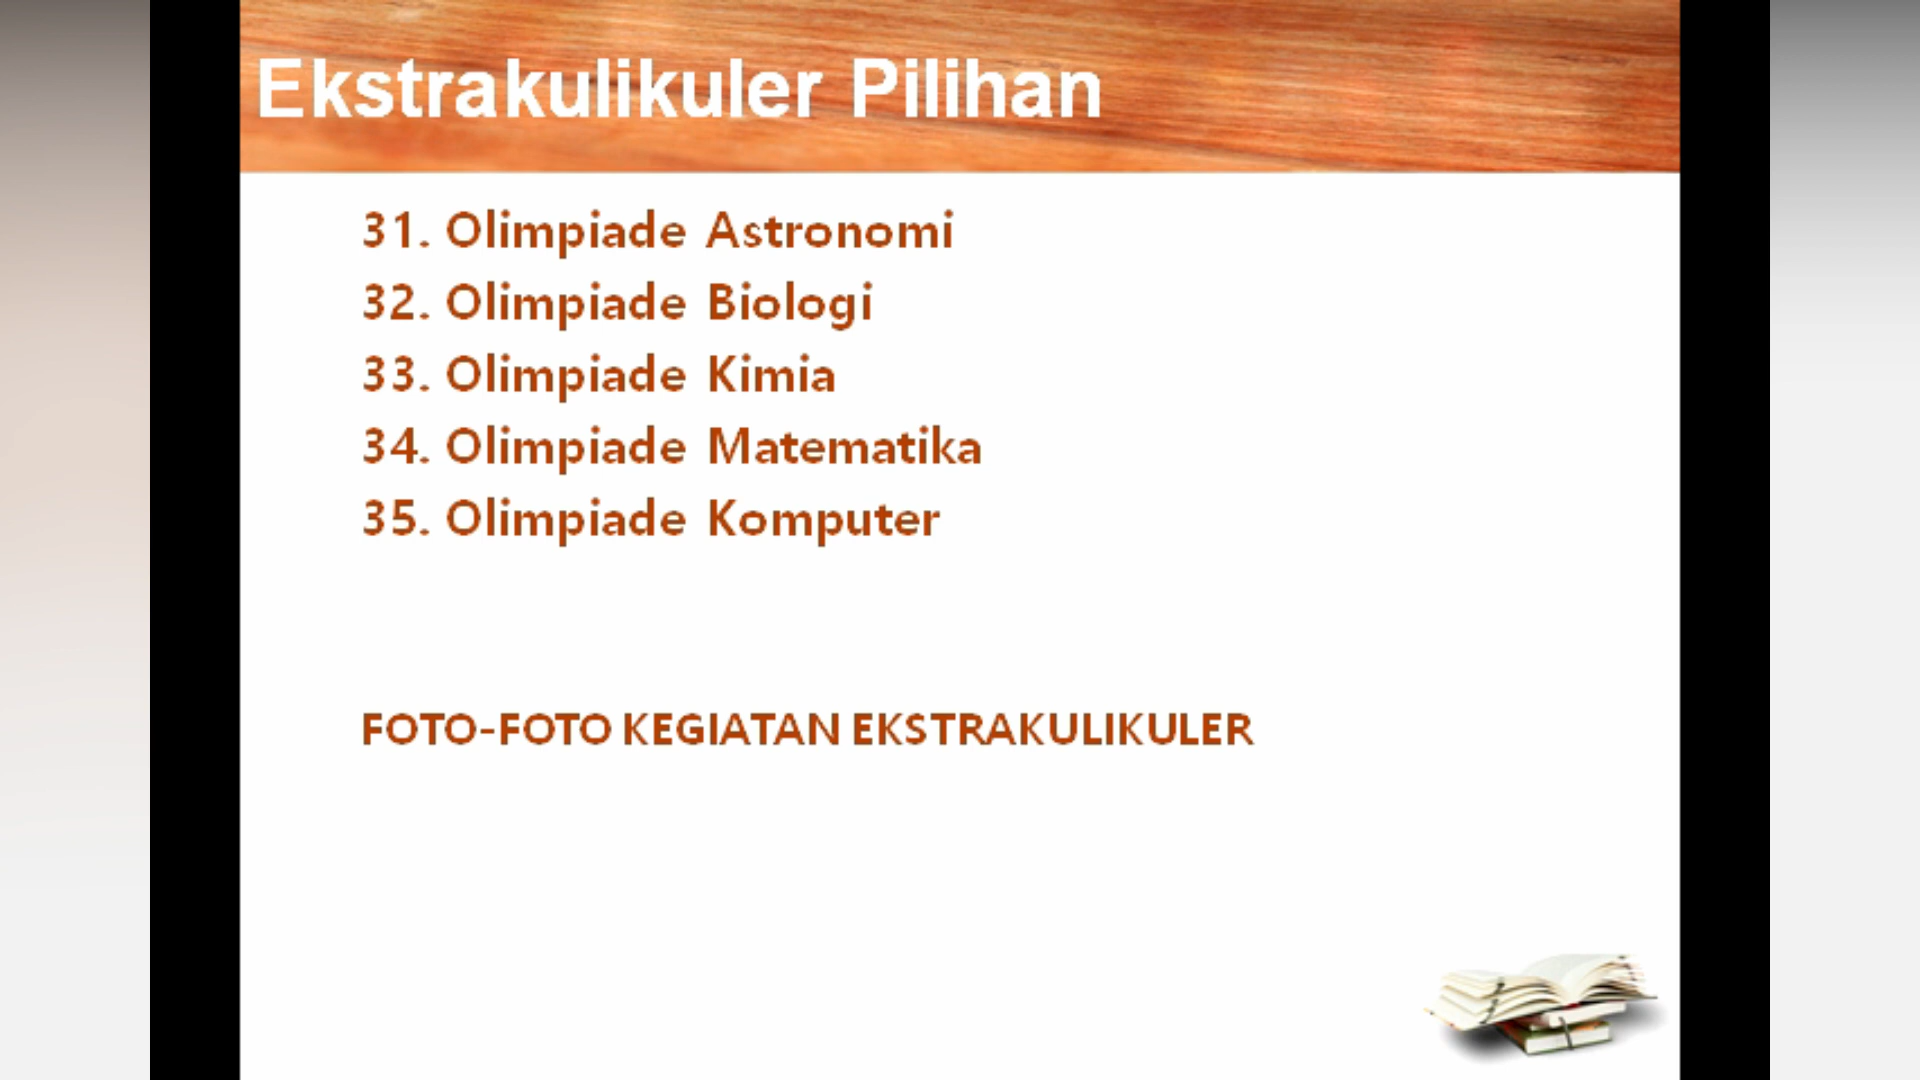 Ekstrakulikuler Pilihan
31. Olimpiade Astronomi
32. Olimpiade Biologi
33. Olimpiade Kimia
34. Olimpiade Matematika
35. Olimpiade Komputer
FOTO-FOTO KEGIATAN EKSTRAKULIKULER